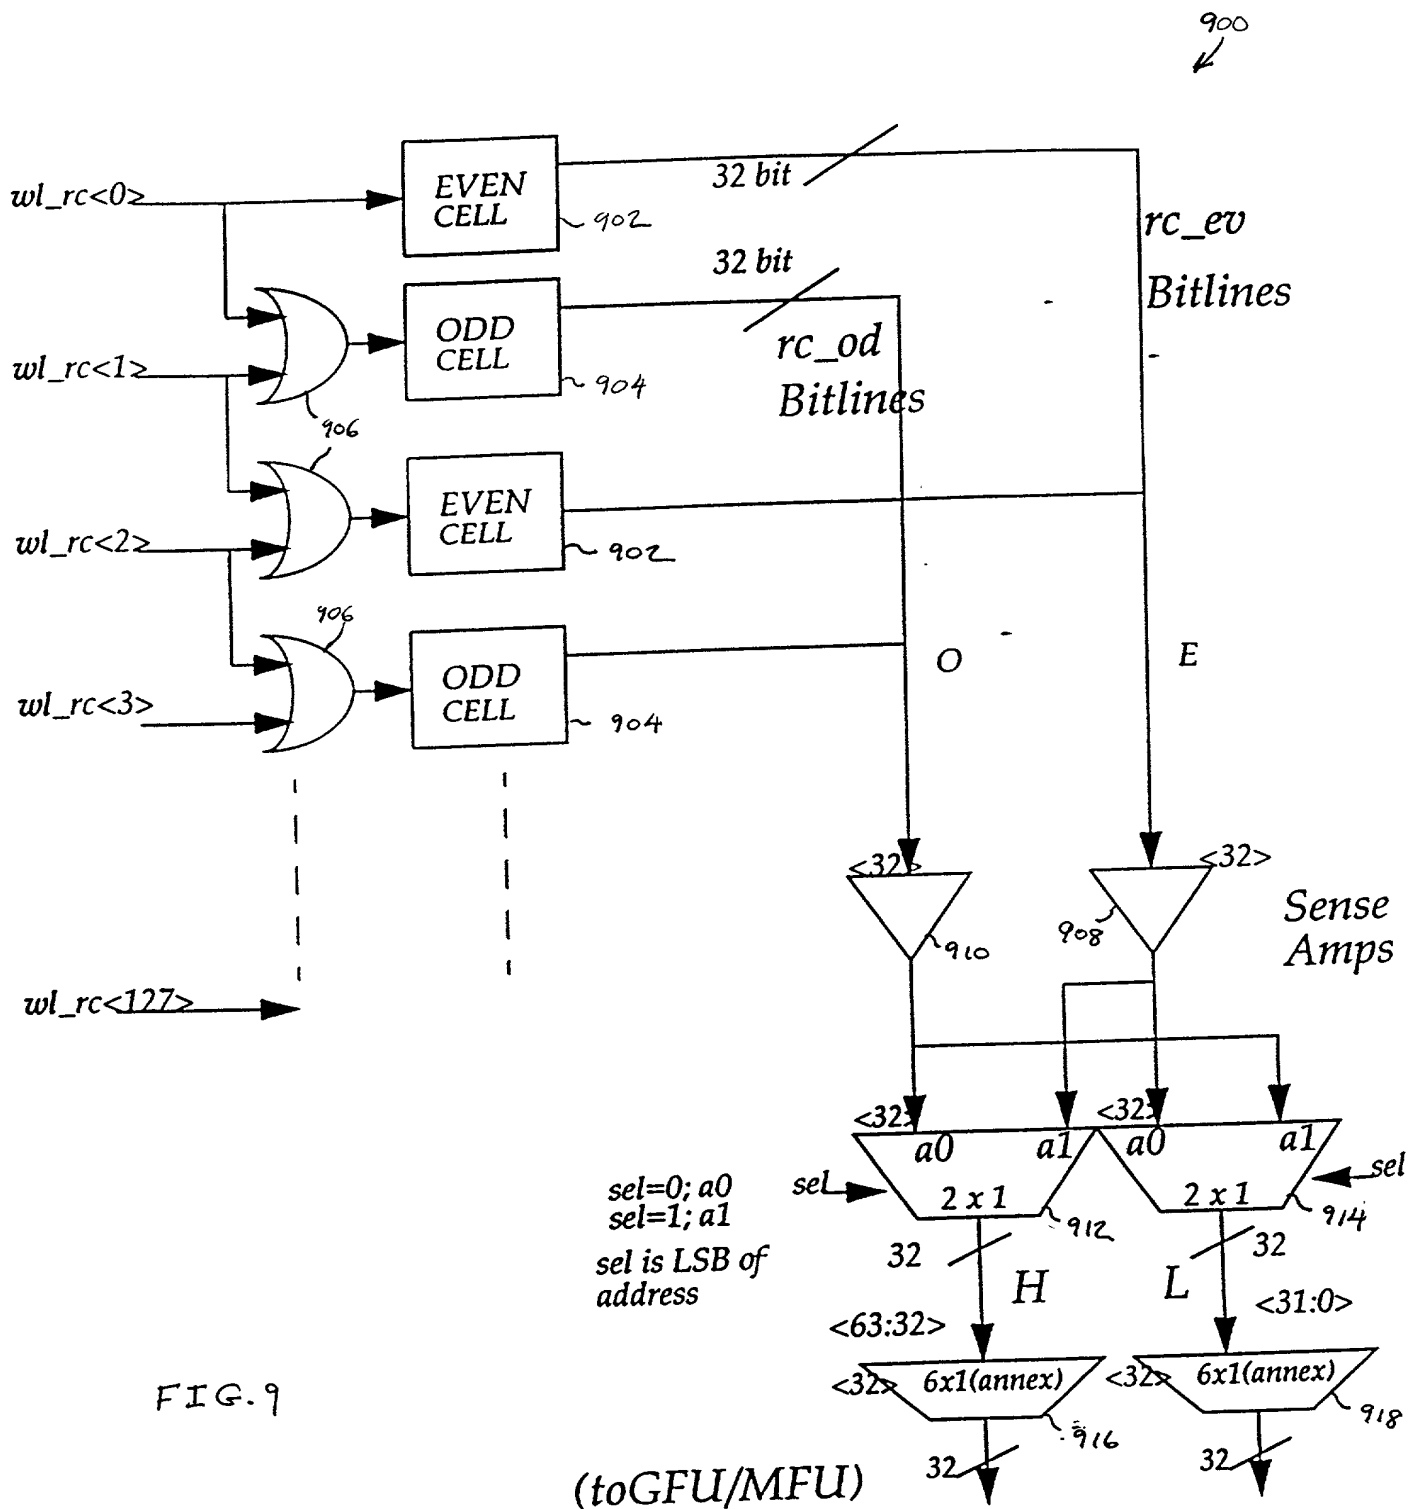 900
wl_rc<0>
EVEN
CELL
902
32 bit
rc_ev
Bitlines
32 bit
ODD
CELL
904
rc_od
Bitlines
wl_rc<1>
906
906
EVEN
CELL
902
wl_rc<2>
906
ODD
CELL
904
wl_rc<3>
O
E
<32>
<32>
910
908
Sense
Amps
wl_rc<127>
<32>
a0
a1
<32>
a0
a1
sel=0; a0
sel=1; a1
sel
2 x 1
912
2 x 1
914
sel
sel is LSB of
address
32
H
L
32
<63:32>
<31:0>
<32>
6x1(annex)
916
<32>
6x1(annex)
918
32
32
FIG.9
(toGFU/MFU)